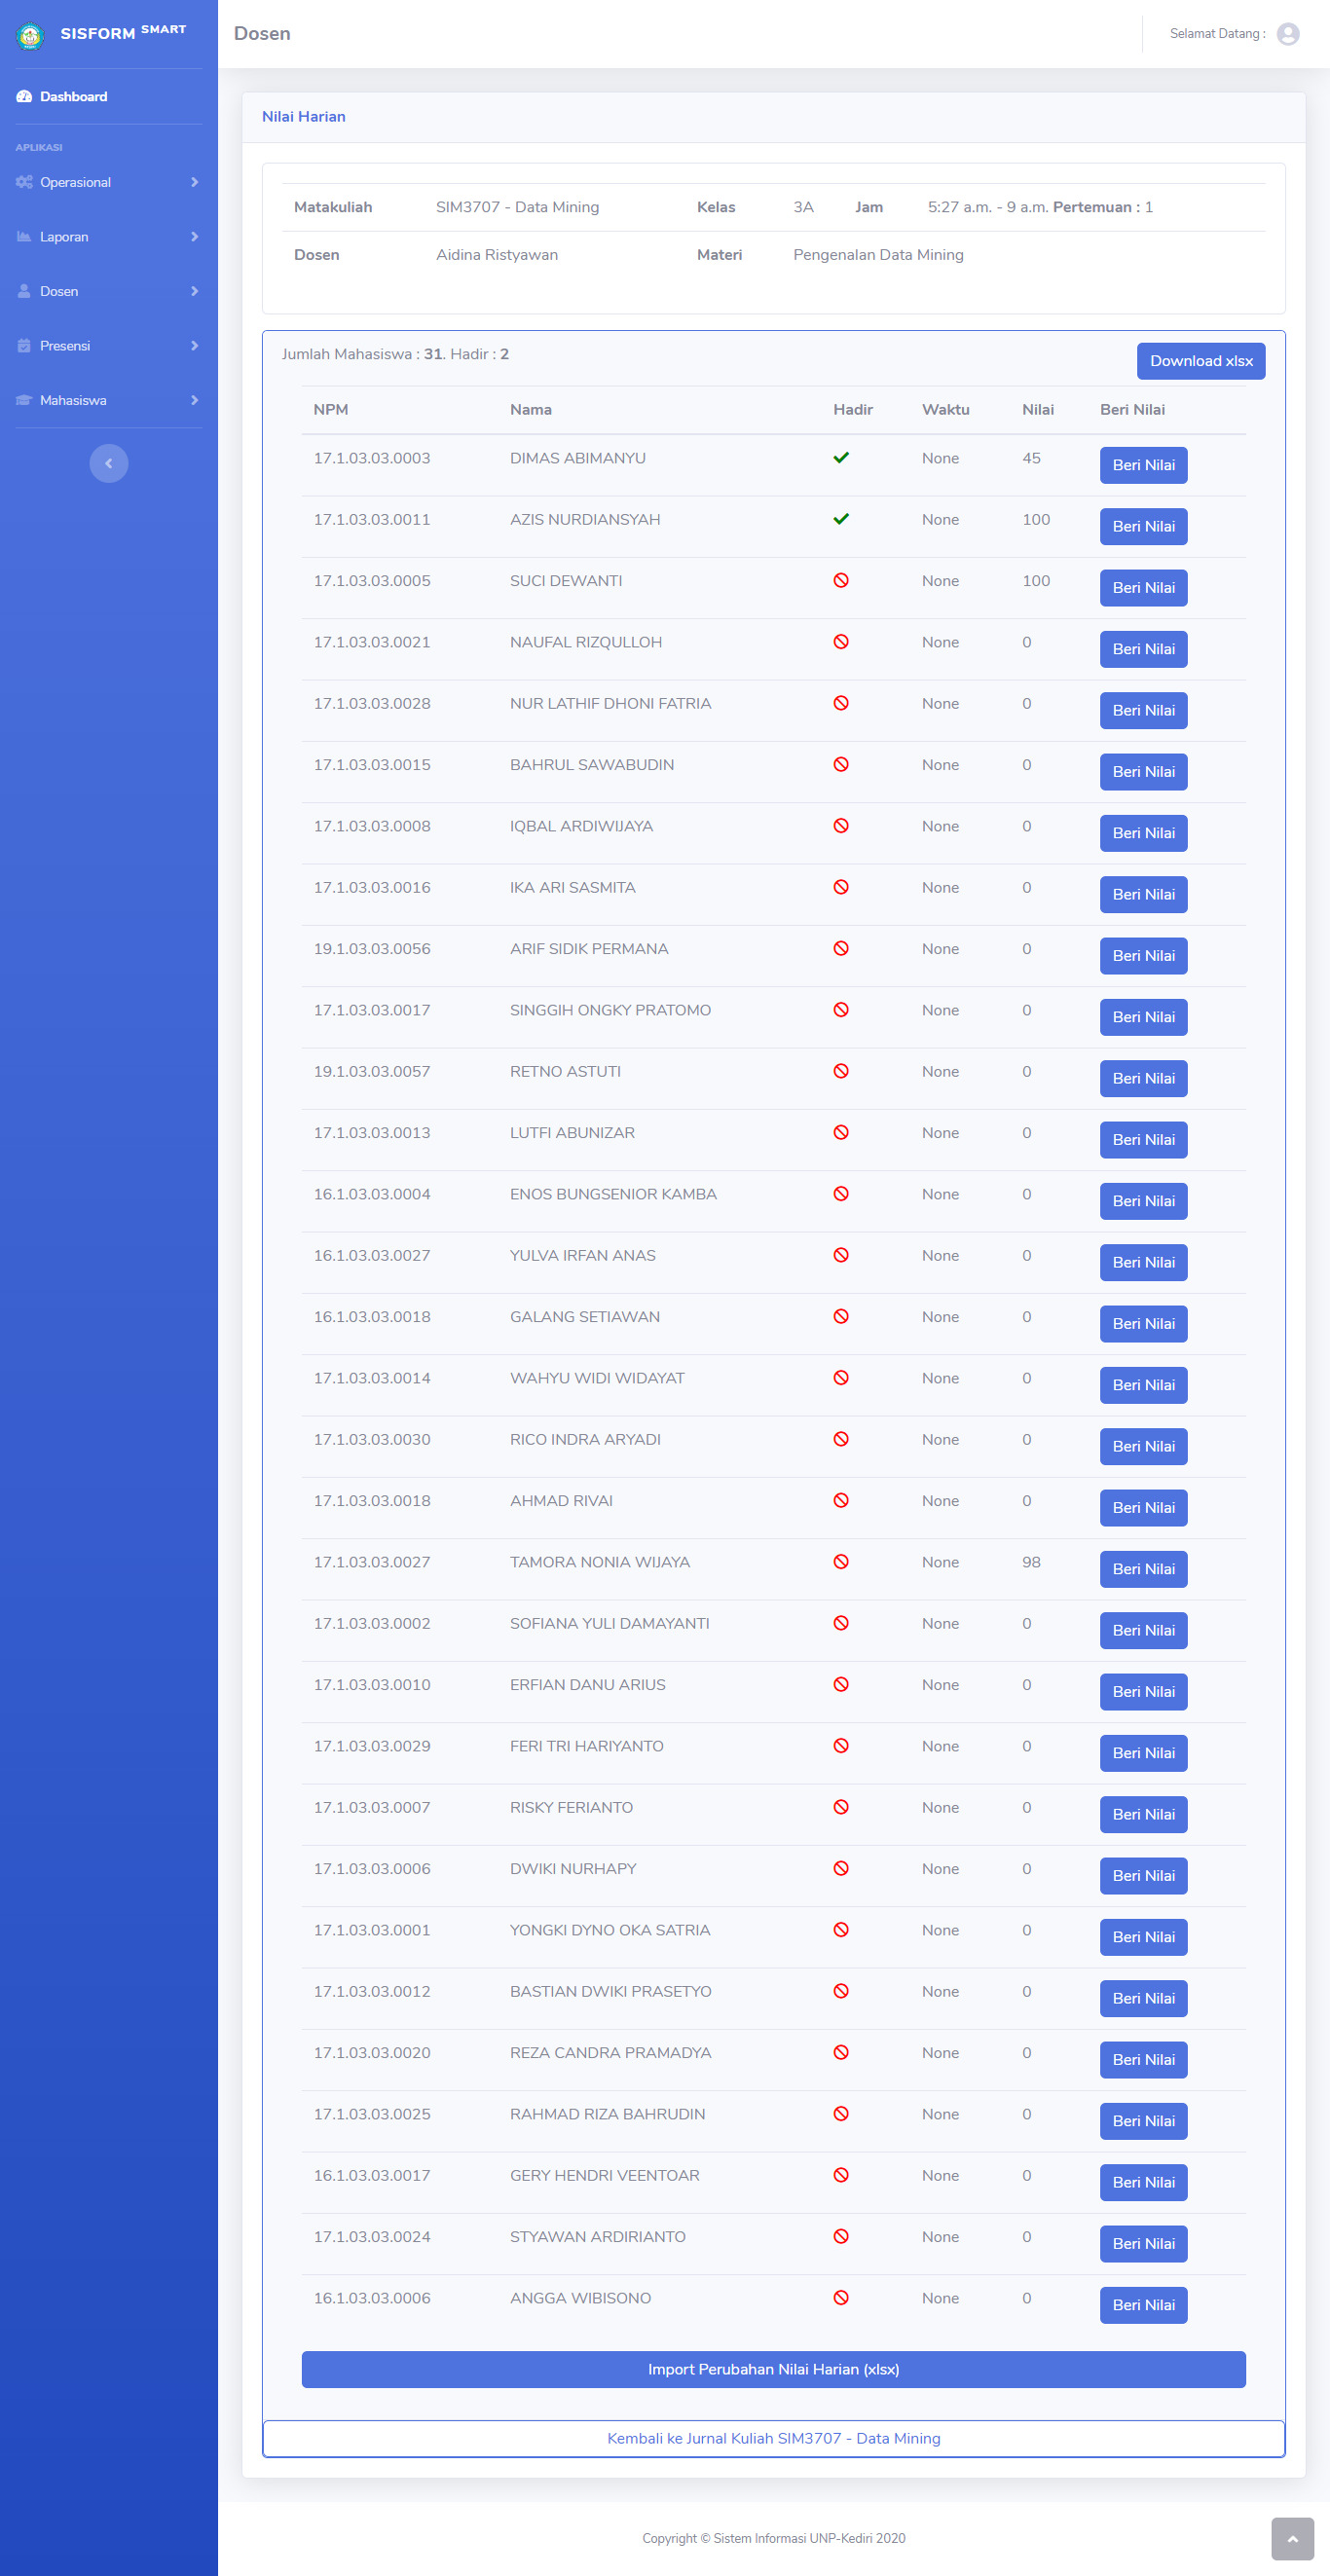 SISFORM SMART
Dosen
Selamat Datang :
Dashboard
APLIKASI
Operasional
Laporan
Dosen
Presensi
Mahasiswa
Nilai Harian
Matakuliah SIM3707 - Data Mining Kelas 3A Jam 5:27 a.m. - 9 a.m. Pertemuan : 1
Dosen Aidina Ristyawan Materi Pengenalan Data Mining
Jumlah Mahasiswa : 31. Hadir : 2
Download xlsx
NPM Nama Hadir Waktu Nilai Beri Nilai
17.1.03.03.0003 DIMAS ABIMANYU None 45 Beri Nilai
17.1.03.03.0011 AZIS NURDIANSYAH None 100 Beri Nilai
17.1.03.03.0005 SUCI DEWANTI None 100 Beri Nilai
17.1.03.03.0021 NAUFAL RIZQULLOH None 0 Beri Nilai
17.1.03.03.0028 NUR LATHIF DHONI FATRIA None 0 Beri Nilai
17.1.03.03.0015 BAHRUL SAWABUDIN None 0 Beri Nilai
17.1.03.03.0008 IQBAL ARDIWIJAYA None 0 Beri Nilai
17.1.03.03.0016 IKA ARI SASMITA None 0 Beri Nilai
19.1.03.03.0056 ARIF SIDIK PERMANA None 0 Beri Nilai
17.1.03.03.0017 SINGGIH ONGKY PRATOMO None 0 Beri Nilai
19.1.03.03.0057 RETNO ASTUTI None 0 Beri Nilai
17.1.03.03.0013 LUTFI ABUNIZAR None 0 Beri Nilai
16.1.03.03.0004 ENOS BUNGSENIOR KAMBA None 0 Beri Nilai
16.1.03.03.0027 YULVA IRFAN ANAS None 0 Beri Nilai
16.1.03.03.0018 GALANG SETIAWAN None 0 Beri Nilai
17.1.03.03.0014 WAHYU WIDI WIDAYAT None 0 Beri Nilai
17.1.03.03.0030 RICO INDRA ARYADI None 0 Beri Nilai
17.1.03.03.0018 AHMAD RIVAI None 0 Beri Nilai
17.1.03.03.0027 TAMORA NONIA WIJAYA None 98 Beri Nilai
17.1.03.03.0002 SOFIANA YULI DAMAYANTI None 0 Beri Nilai
17.1.03.03.0010 ERFIAN DANU ARIUS None 0 Beri Nilai
17.1.03.03.0029 FERI TRI HARIYANTO None 0 Beri Nilai
17.1.03.03.0007 RISKY FERIANTO None 0 Beri Nilai
17.1.03.03.0006 DWIKI NURHAPY None 0 Beri Nilai
17.1.03.03.0001 YONGKI DYNO OKA SATRIA None 0 Beri Nilai
17.1.03.03.0012 BASTIAN DWIKI PRASETYO None 0 Beri Nilai
17.1.03.03.0020 REZA CANDRA PRAMADYA None 0 Beri Nilai
17.1.03.03.0025 RAHMAD RIZA BAHRUDIN None 0 Beri Nilai
16.1.03.03.0017 GERY HENDRI VEENTOAR None 0 Beri Nilai
17.1.03.03.0024 STYAWAN ARDIRIANTO None 0 Beri Nilai
16.1.03.03.0006 ANGGA WIBISONO None 0 Beri Nilai
Import Perubahan Nilai Harian (xlsx)
Kembali ke Jurnal Kuliah SIM3707 - Data Mining
Copyright © Sistem Informasi UNP-Kediri 2020